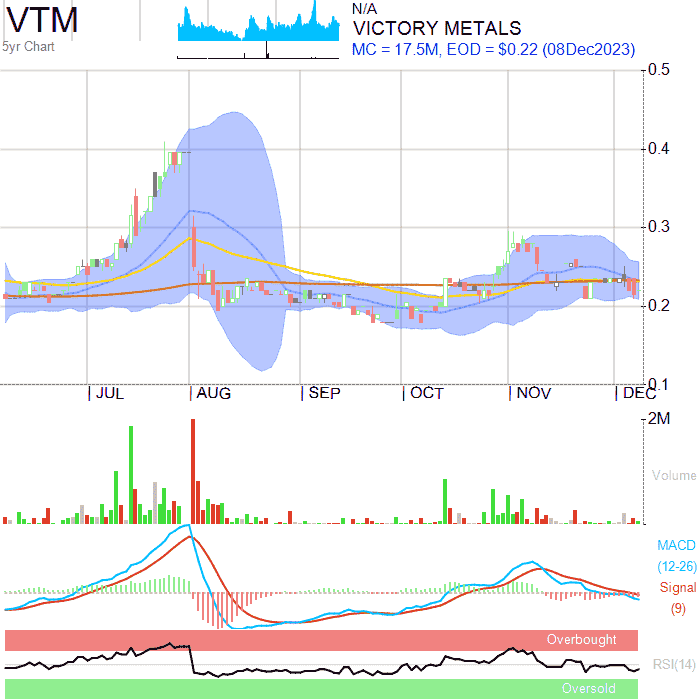 VTM
5yr Chart
N/A
VICTORY METALS
MC = 17.5M, EOD = $0.22 (08Dec2023)
0.5
0.4
0.3
0.2
0.1
JUL AUG SEP OCT NOV DEC
2M
Volume
MACD
(12-26)
Signal
(9)
Overbought
RSI(14)
Oversold